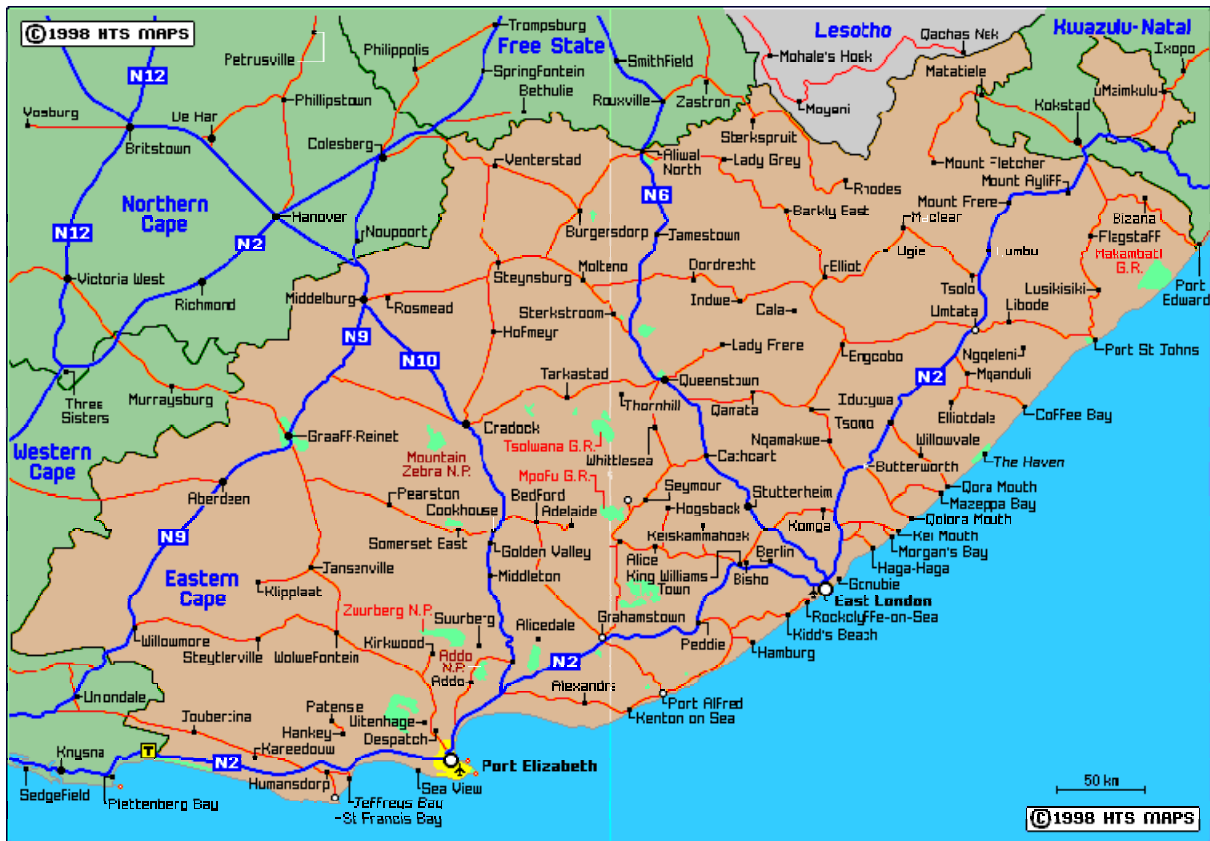 ©1998 HTS MAPS
Trompsburg
Petrusville
Philippolis
Free State
Lesotho
Qachas Nek
Kwazulu-Natal
Ixopo
N12
Springfontein
Smithfield
Mohale's Hoek
Matatiele
uMzimkulu
Phillipstown
Bethulie
Rouxville
Zastron
Moyeni
Kokstad
Vosburg
De Har
Britstown
Colesberg
Sterkspruit
Venterstad
Aliwal
North
Lady Grey
Mount Fletcher
Rhodes
Mount Ayliff
Northern
Cape
Hanover
N6
Barkly East
Mount Frere
Bizana
N12
N2
Noupoort
Burgersdorp
Jamestown
Maclear
Flagstaff
Ugie
Makambati
G.R.
Victoria West
Richmond
Steynsburg
Molteno
Dordrecht
Elliot
Tsolo
Lusikisiki
Port
Edward
Middelburg
Rosmead
Indwe
Cala
Sterkstroom
Umtata
Libode
N9
Hofmeyr
Lady Frere
Engcobo
Ngqeleni
Port St Johns
N10
Mqanduli
N2
Three
Sisters
Murraysburg
Tarkastad
Queenstown
Thornhill
Qamata
Idutywa
Elliotdale
Coffee Bay
Tsomo
Western
Cape
Graaff-Reinet
Cradock
Mountain
Zebra N.P.
Tsolwana G.R.
Whittlesea
Nqamakwe
Willowvale
The Haven
Cathcart
Butterworth
Aberdeen
Mpofu G.R.
Pearston
Cookhouse
Bedford
Adelaide
Seymour
Stutterheim
Qora Mouth
Mazeppa Bay
Hogsback
Komga
Qolora Mouth
N9
Somerset East
Keiskammahoek
Kei Mouth
Golden Valley
Alice
Berlin
Morgan's Bay
Haga-Haga
Eastern
Cape
Jansenville
Middleton
King Williams
Town
Bisho
Gonubie
Klipplaat
East London
Zuurberg N.P.
Suurberg
Alicedale
Grahamstown
Rockclyffe-on-Sea
Kidd's Beach
Willowmore
Steytlerville
Wolwefontein
Kirkwood
Peddie
Hamburg
Addo
N.P.
N2
Addo
Uniondale
Alexandra
Port Alfred
Kenton on Sea
Joubertina
Patense
Hankey
Uitenhage
Despatch
Kareedouw
Knysna
T
N2
Port Elizabeth
Sedgefield
Plettenberg Bay
Humansdorp
Jeffreys Bay
Sea View
St Francis Bay
50 km
©1998 HTS MAPS